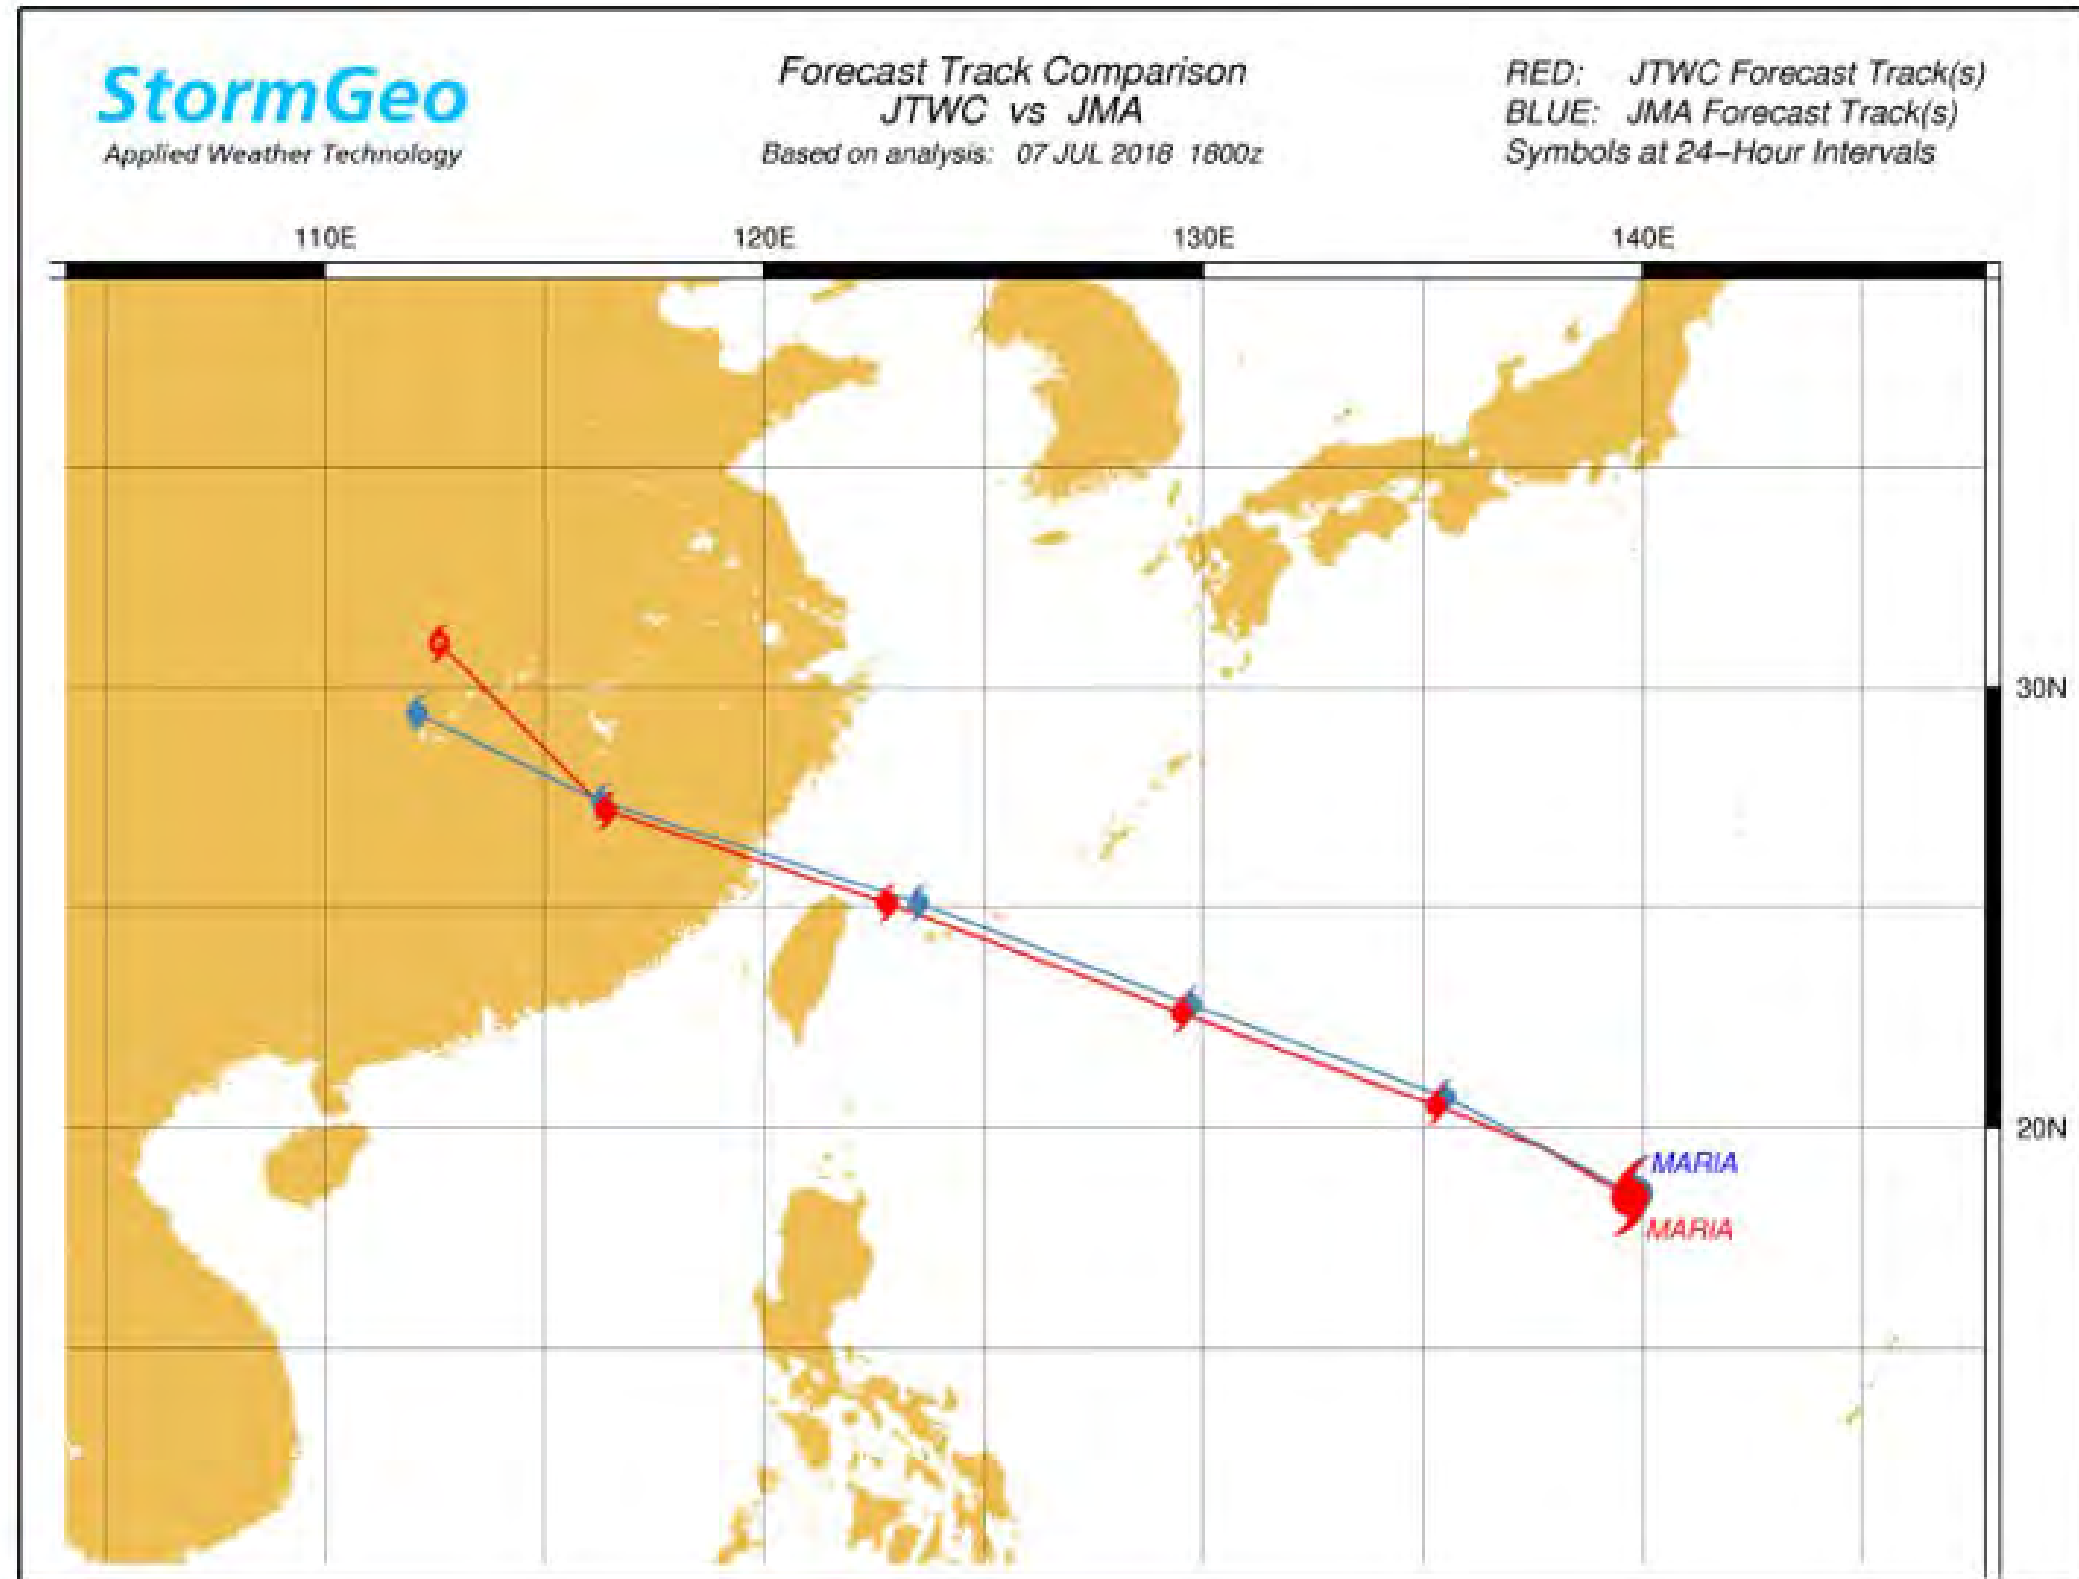 StormGeo
Applied Weather Technology
Forecast Track Comparison
JTWC vs JMA
Based on analysis: 07 JUL 2018 1800z
RED: JTWC Forecast Track(s)
BLUE: JMA Forecast Track(s)
Symbols at 24-Hour Intervals
110E 120E 130E 140E
30N
20N
MARIA
MARIA